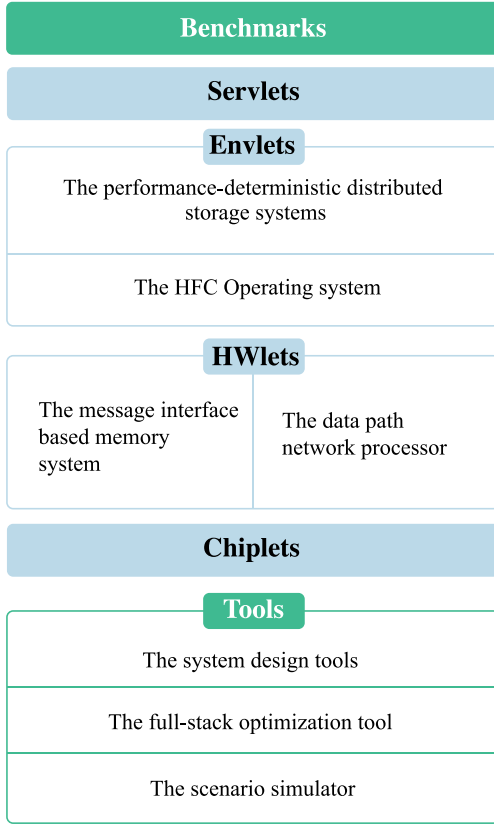 Benchmarks
Servlets
Envlets
The performance-deterministic distributed
storage systems
The HFC Operating system
HWlets
The message interface
based memory
system
The data path
network processor
Chiplets
Tools
The system design tools
The full-stack optimization tool
The scenario simulator